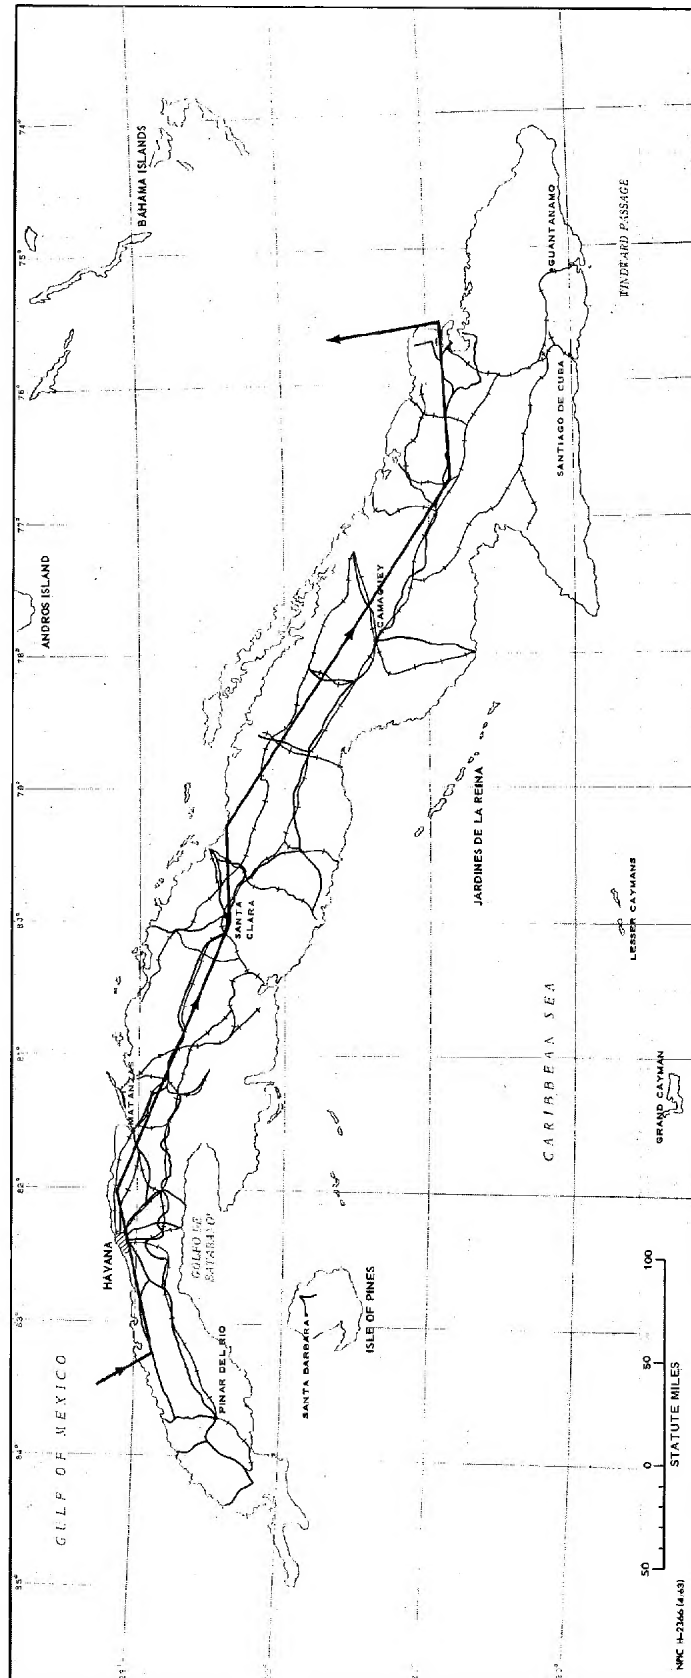 GULF OF MEXICO
ANDROS ISLAND
BAHAMA ISLANDS
85°
84°
83°
82°
81°
80°
79°
78°
77°
76°
75°
74°
HAVANA
MATANZAS
PINAR DEL RIO
GOLFO DE
BATABANO
SANTA
CLARA
CAMAGUEY
SANTIAGO DE CUBA
GUANTANAMO
WINDWARD PASSAGE
SANTA BARBARA
ISLE OF PINES
JARDINES DE LA REINA
CARIBBEAN SEA
LESSER CAYMANS
GRAND CAYMAN
50 0 50 100
STATUTE MILES
NPIC H-2366 (4/63)